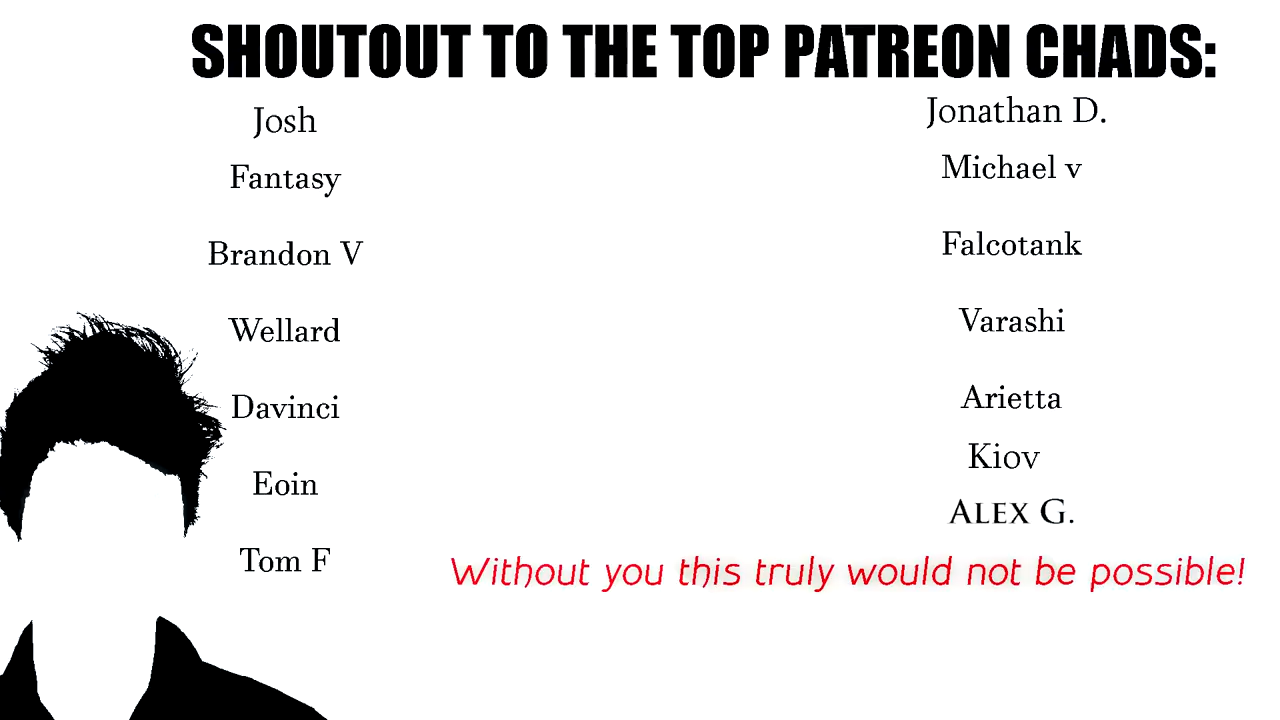 SHOUTOUT TO THE TOP PATREON CHADS:
Josh
Fantasy
Brandon V
Wellard
Davinci
Eoin
Tom F
Jonathan D.
Michael v
Falcotank
Varashi
Arietta
Kiov
ALEX G.
Without you this truly would not be possible!